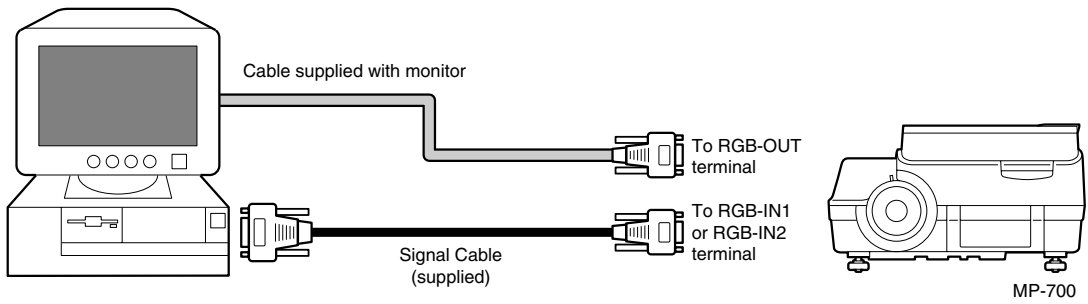 Cable supplied with monitor
To RGB-OUT
terminal
To RGB-IN1
or RGB-IN2
terminal
Signal Cable
(supplied)
MP-700